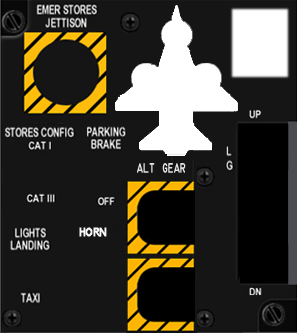 EMER STORES
JETTISON
UP
STORES CONFIG
CAT I
PARKING
BRAKE
L
G
ALT GEAR
CAT III
OFF
LIGHTS
LANDING
HORN
TAXI
DN